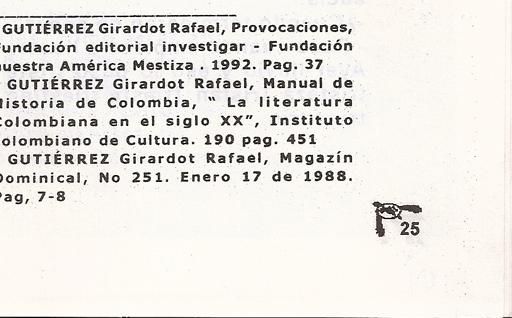 GUTIÉRREZ Girardot Rafael, Provocaciones,
Fundación editorial investigar - Fundación
nuestra América Mestiza . 1992. Pag. 37
GUTIÉRREZ Girardot Rafael, Manual de
Historia de Colombia, “ La literatura
Colombiana en el siglo XX”, Instituto
Colombiano de Cultura. 190 pag. 451
GUTIÉRREZ Girardot Rafael, Magazín
Dominical, No 251. Enero 17 de 1988.
Pag, 7-8
25